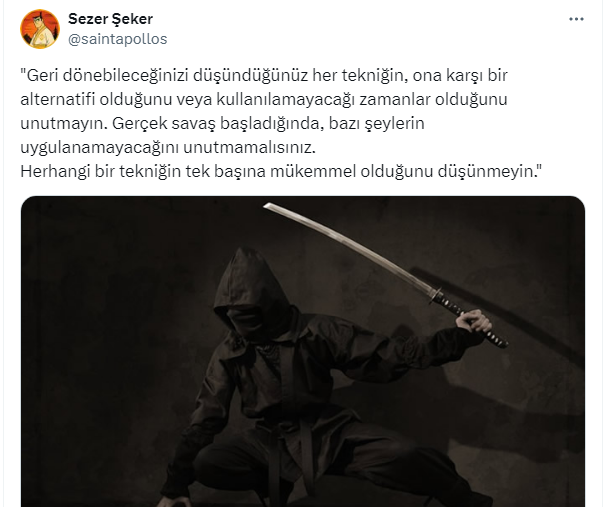 Sezer Şeker
@saintapollos
"Geri dönebileceğinizi düşündüğünüz her tekniğin, ona karşı bir
alternatifi olduğunu veya kullanılamayacağı zamanlar olduğunu
unutmayın. Gerçek savaş başladığında, bazı şeylerin
uygulanamayacağını unutmamalısınız.
Herhangi bir tekniğin tek başına mükemmel olduğunu düşünmeyin."